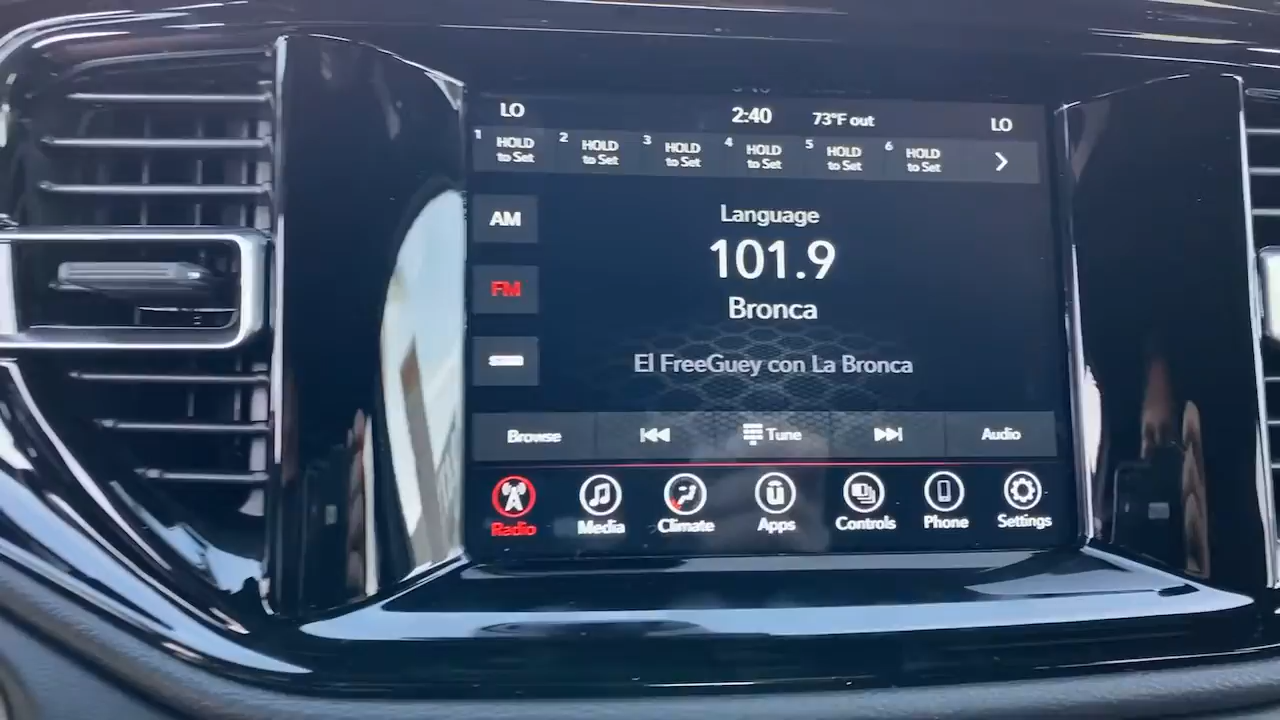 LO 2:40 73°F out LO
1 HOLD to Set 2 HOLD to Set 3 HOLD to Set 4 HOLD to Set 5 HOLD to Set 6 HOLD to Set
AM
Language
101.9
FM
Bronca
El FreeGuey con La Bronca
Browse Tune Audio
Radio Media Climate Apps Controls Phone Settings